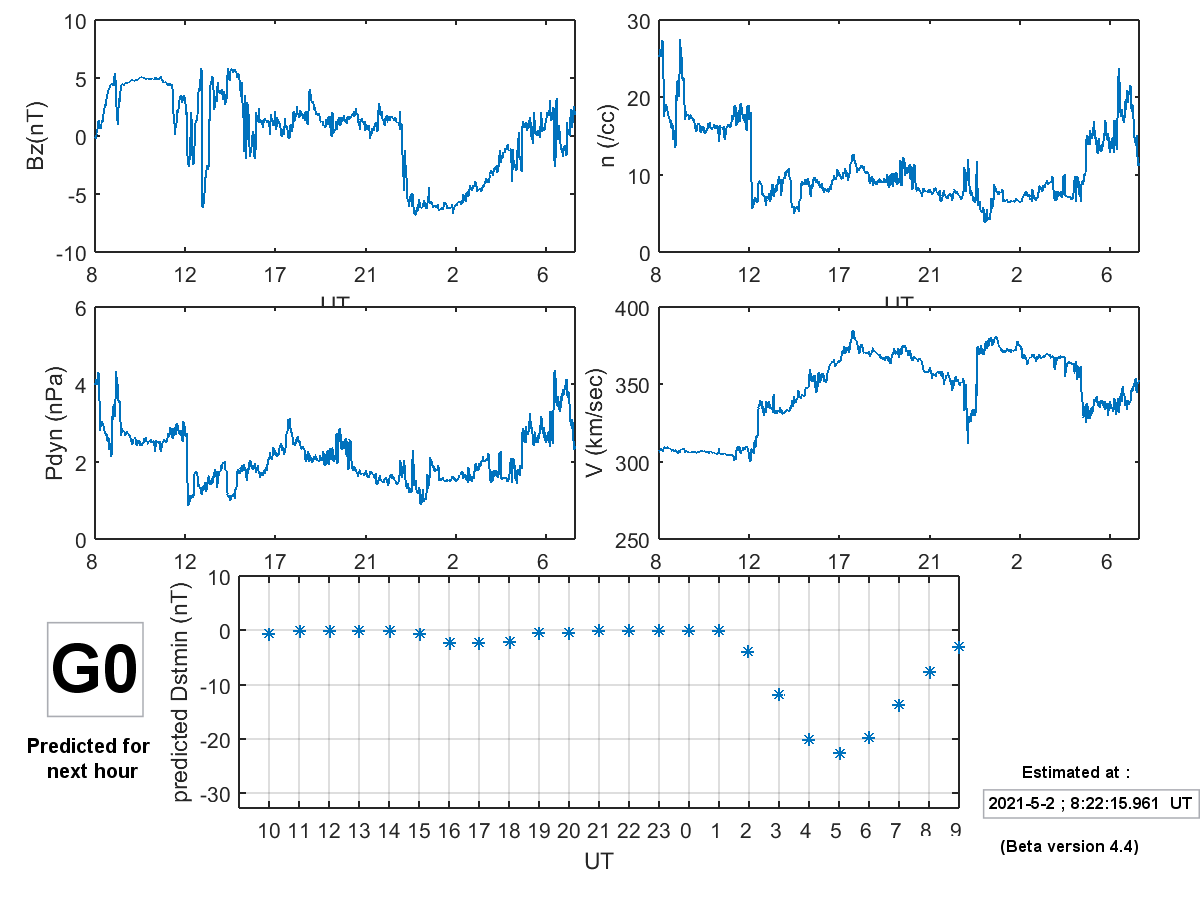 Bz(nT)
10
5
0
-5
-10
8 12 17 21 2 6
UT
n (/cc)
30
20
10
0
8 12 17 21 2 6
UT
Pdyn (nPa)
6
4
2
0
8 12 17 21 2 6
V (km/sec)
400
350
300
250
8 12 17 21 2 6
predicted Dstmin (nT)
10
0
-10
-20
-30
10 11 12 13 14 15 16 17 18 19 20 21 22 23 0 1 2 3 4 5 6 7 8 9
UT
G0
Predicted for
next hour
Estimated at :
2021-5-2 ; 8:22:15.961 UT
(Beta version 4.4)